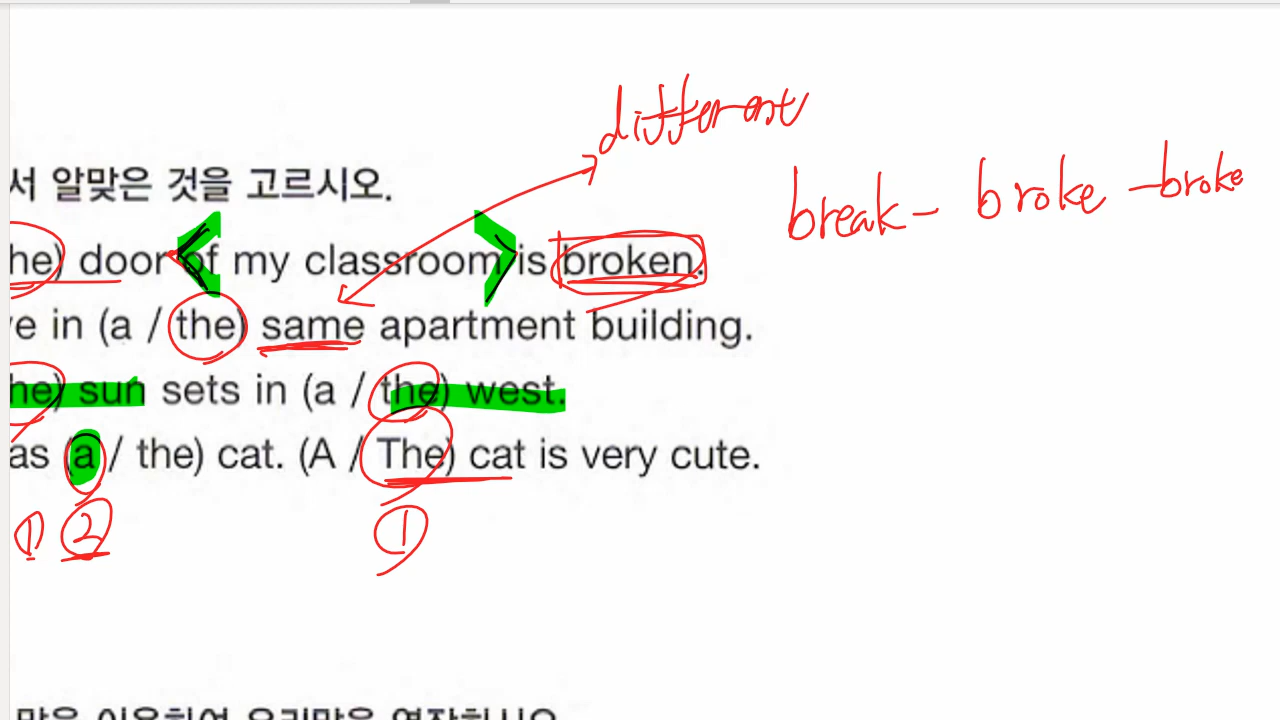 different
break - broke - broke
서 알맞은 것을 고르시오.
he) door of my classroom is broken.
e in (a / the) same apartment building.
he) sun sets in (a / the) west.
as (a / the) cat. (A / The) cat is very cute.
① ② ①